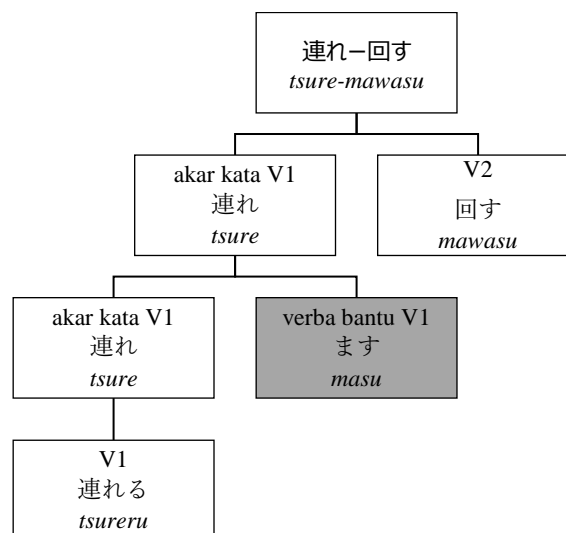 連れ－回す
tsure-mawasu
akar kata V1
連れ
tsure
V2
回す
mawasu
akar kata V1
連れ
tsure
verba bantu V1
ます
masu
V1
連れる
tsureru